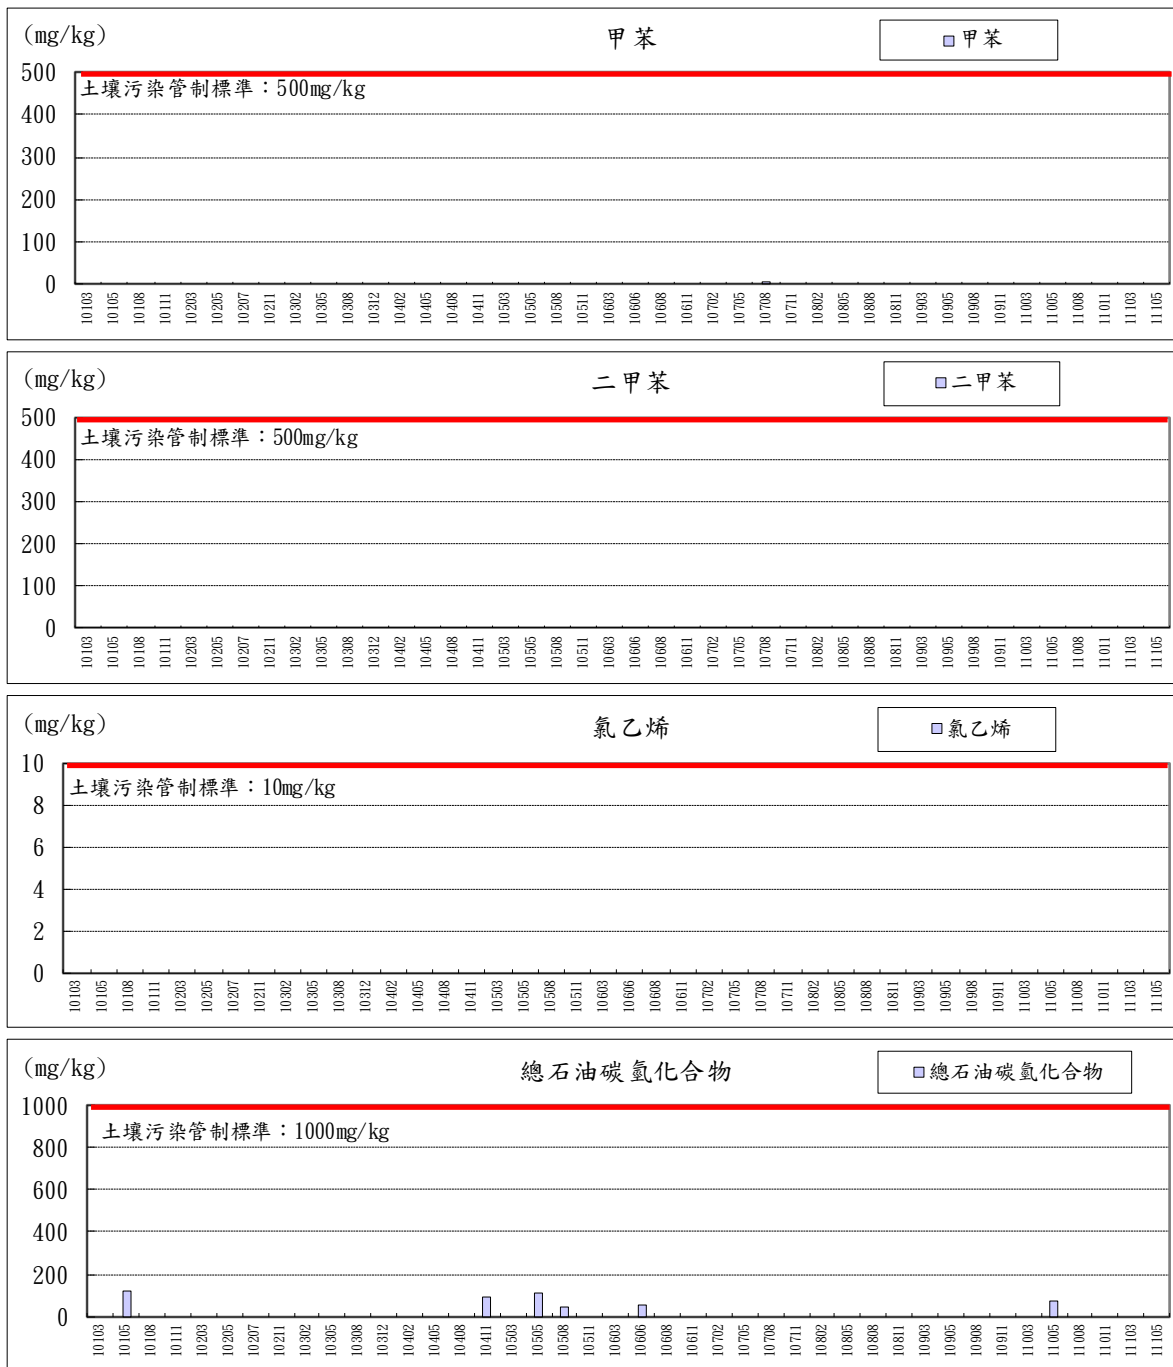 (mg/kg)
甲苯
甲苯
500
土壤污染管制標準：500mg/kg
400
300
200
100
0
10103 10105 10108 10111 10203 10205 10207 10211 10302 10305 10308 10312 10402 10405 10408 10411 10503 10505 10508 10511 10603 10606 10608 10611 10702 10705 10708 10711 10802 10805 10808 10811 10903 10905 10908 10911 11003 11005 11008 11011 11103 11105
(mg/kg)
二甲苯
二甲苯
500
土壤污染管制標準：500mg/kg
400
300
200
100
0
10103 10105 10108 10111 10203 10205 10207 10211 10302 10305 10308 10312 10402 10405 10408 10411 10503 10505 10508 10511 10603 10606 10608 10611 10702 10705 10708 10711 10802 10805 10808 10811 10903 10905 10908 10911 11003 11005 11008 11011 11103 11105
(mg/kg)
氯乙烯
氯乙烯
10
土壤污染管制標準：10mg/kg
8
6
4
2
0
10103 10105 10108 10111 10203 10205 10207 10211 10302 10305 10308 10312 10402 10405 10408 10411 10503 10505 10508 10511 10603 10606 10608 10611 10702 10705 10708 10711 10802 10805 10808 10811 10903 10905 10908 10911 11003 11005 11008 11011 11103 11105
(mg/kg)
總石油碳氫化合物
總石油碳氫化合物
1000
土壤污染管制標準：1000mg/kg
800
600
400
200
0
10103 10105 10108 10111 10203 10205 10207 10211 10302 10305 10308 10312 10402 10405 10408 10411 10503 10505 10508 10511 10603 10606 10608 10611 10702 10705 10708 10711 10802 10805 10808 10811 10903 10905 10908 10911 11003 11005 11008 11011 11103 11105